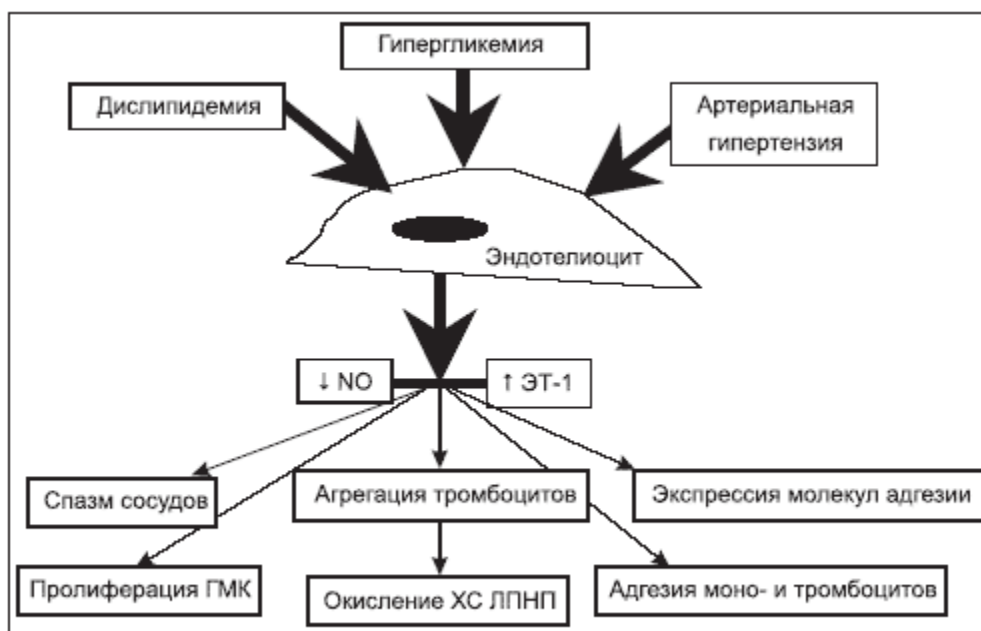 Гипергликемия
Дислипидемия
Артериальная
гипертензия
Эндотелиоцит
↓ NO
↑ ЭТ-1
Спазм сосудов
Агрегация тромбоцитов
Экспрессия молекул адгезии
Пролиферация ГМК
Окисление ХС ЛПНП
Адгезия моно- и тромбоцитов